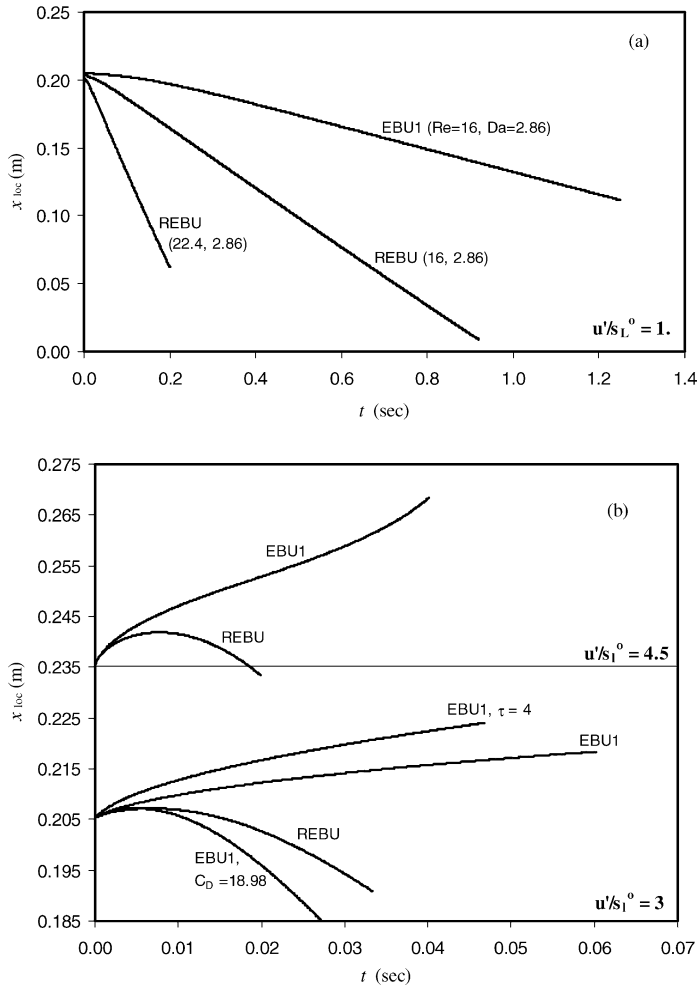 0.25
(a)
0.20
EBU1 (Re=16, Da=2.86)
0.15
x loc (m)
0.10
REBU
(22.4, 2.86)
REBU (16, 2.86)
0.05
u'/s L o = 1.
0.00
0.0 0.2 0.4 0.6 0.8 1.0 1.2 1.4
t (sec)
0.275
(b)
0.265
EBU1
0.255
0.245
REBU
u'/s l o = 4.5
0.235
x loc (m)
EBU1, τ = 4
0.225
EBU1
0.215
0.205
REBU
EBU1,
0.195
C D =18.98
u'/s l o = 3
0.185
0.00 0.01 0.02 0.03 0.04 0.05 0.06 0.07
t (sec)